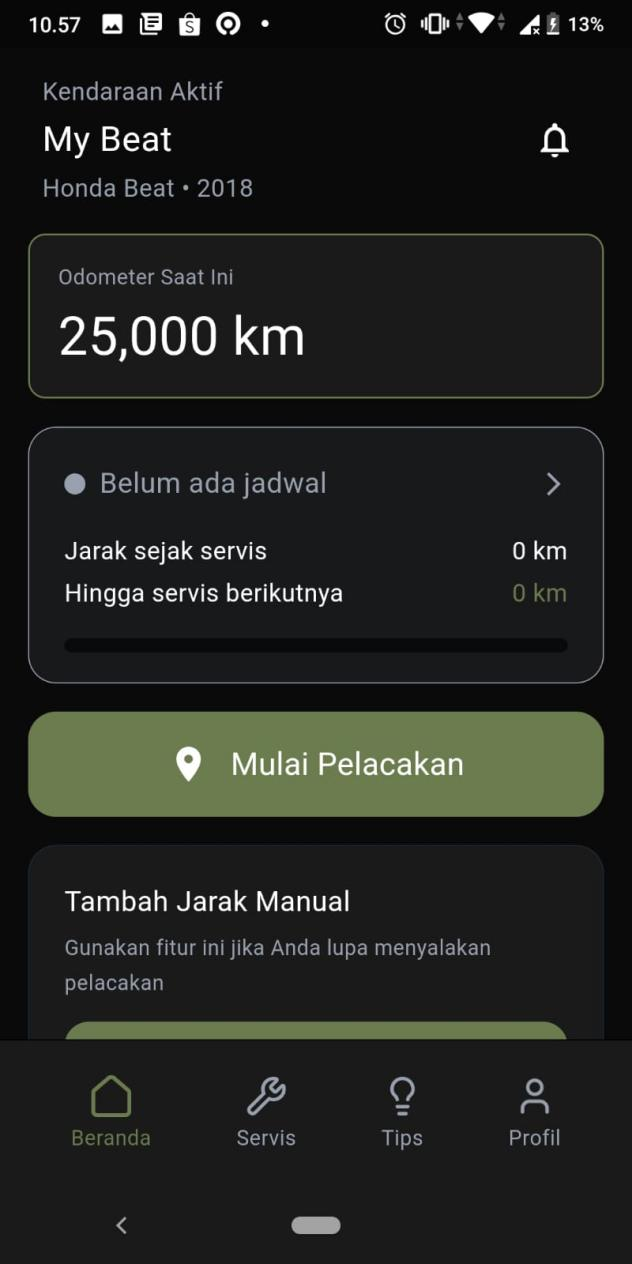 10.57
13%
Kendaraan Aktif
My Beat
Honda Beat • 2018
Odometer Saat Ini
25,000 km
Belum ada jadwal
Jarak sejak servis 0 km
Hingga servis berikutnya 0 km
Mulai Pelacakan
Tambah Jarak Manual
Gunakan fitur ini jika Anda lupa menyalakan
pelacakan
Beranda Servis Tips Profil